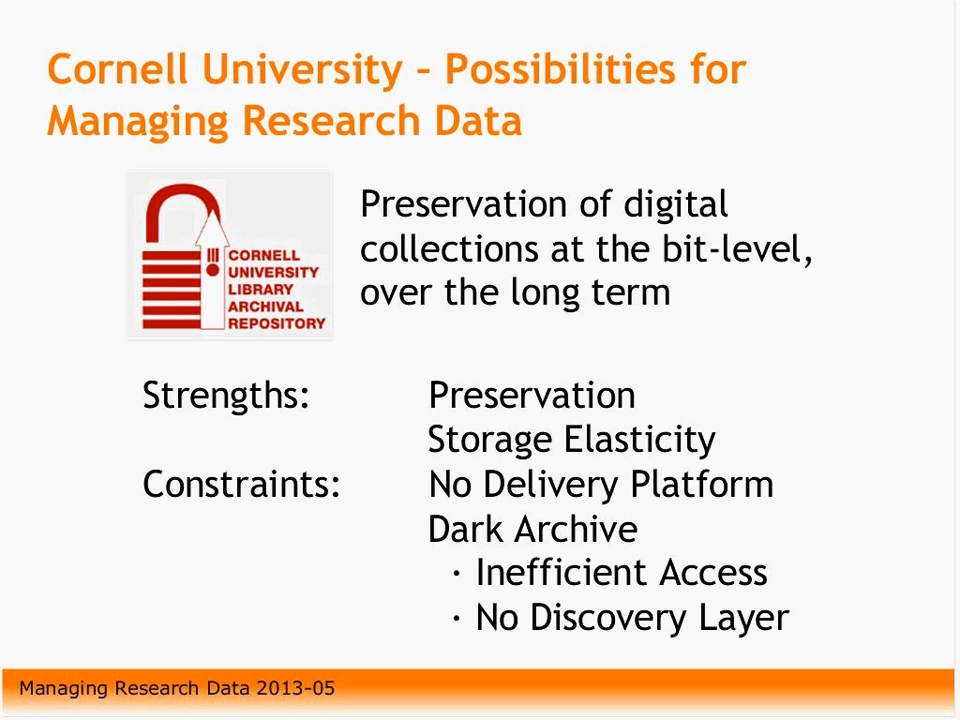 Cornell University – Possibilities for
Managing Research Data
CORNELL
UNIVERSITY
LIBRARY
ARCHIVAL
REPOSITORY
Preservation of digital
collections at the bit-level,
over the long term
Strengths: Preservation
Storage Elasticity
Constraints: No Delivery Platform
Dark Archive
· Inefficient Access
· No Discovery Layer
Managing Research Data 2013-05